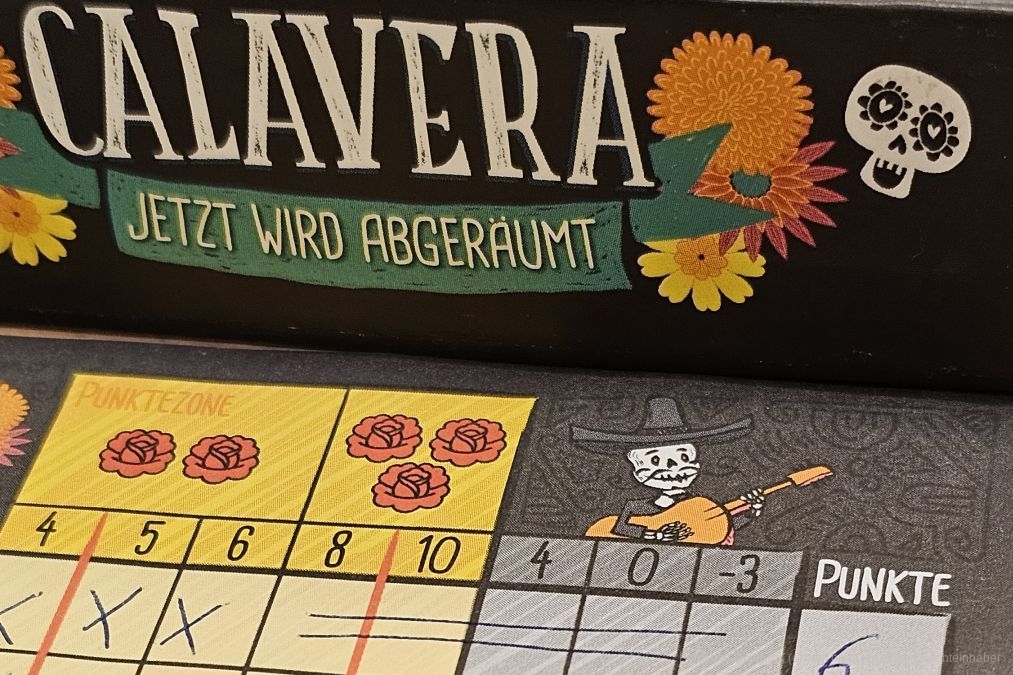 CALAVERA
JETZT WIRD ABGERÄUMT
PUNKTEZONE
4 5 6 8 10 4 0 -3 PUNKTE
X X X 6